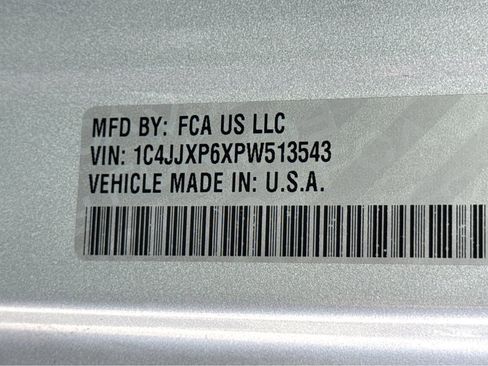 MFD BY: FCA US LLC
VIN: 1C4JJXP6XPW513543
VEHICLE MADE IN: U.S.A.